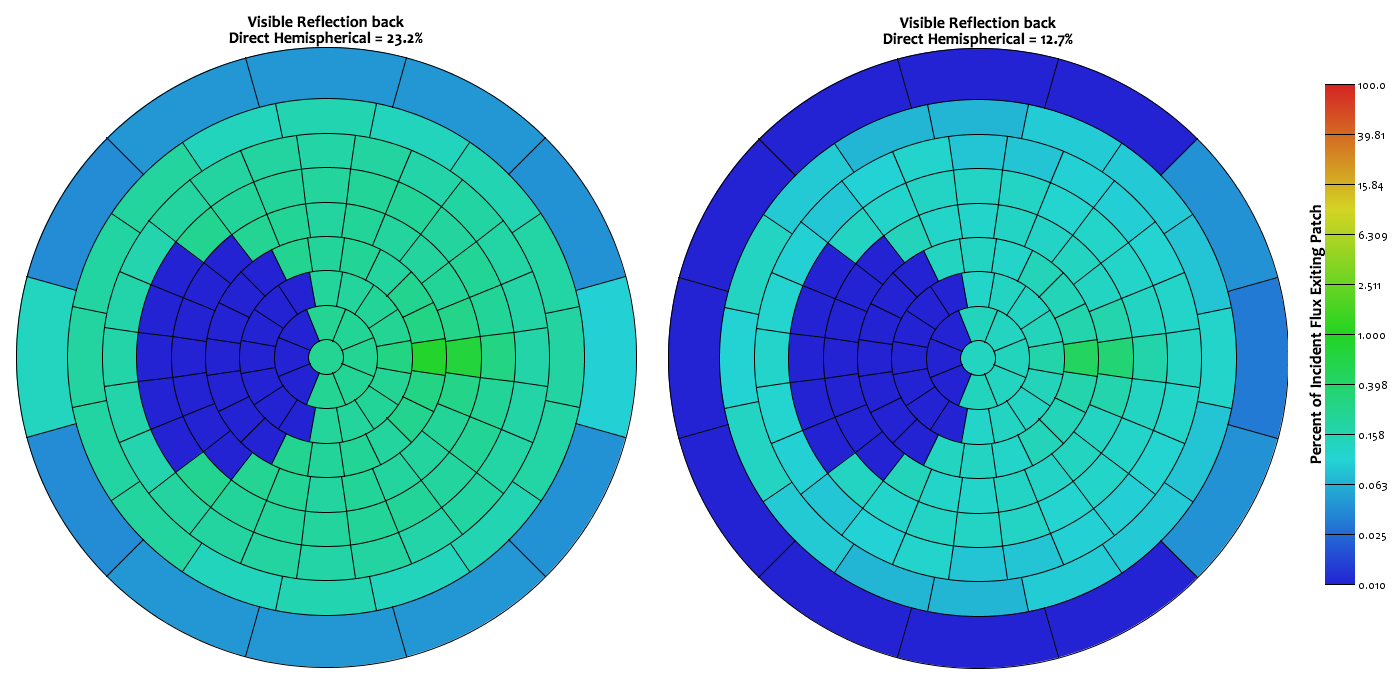 Visible Reflection back
Direct Hemispherical = 23.2%
Visible Reflection back
Direct Hemispherical = 12.7%
Percent of Incident Flux Exiting Patch
100.0
39.81
15.84
6.309
2.511
1.000
0.398
0.158
0.063
0.025
0.010